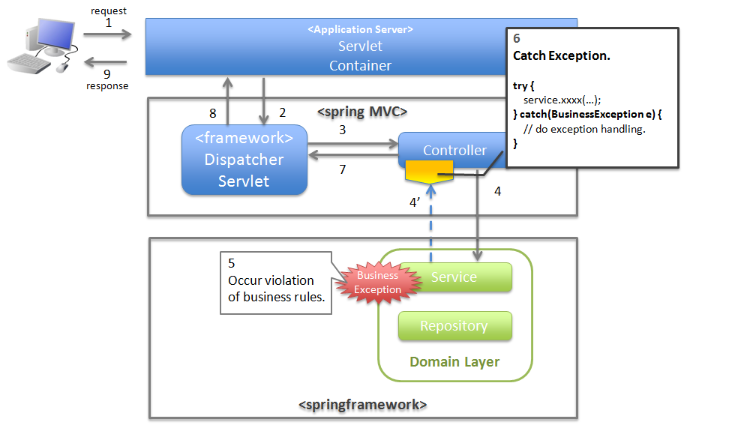 request
1
9
response
<Application Server>
Servlet
Container
6
Catch Exception.
try {
service.xxxx(...);
} catch(BusinessException e) {
// do exception handling.
}
8
2
<spring MVC>
3
<framework>
Dispatcher
Servlet
7
Controller
4
4’
5
Occur violation
of business rules.
Business
Exception
Service
Repository
Domain Layer
<springframework>